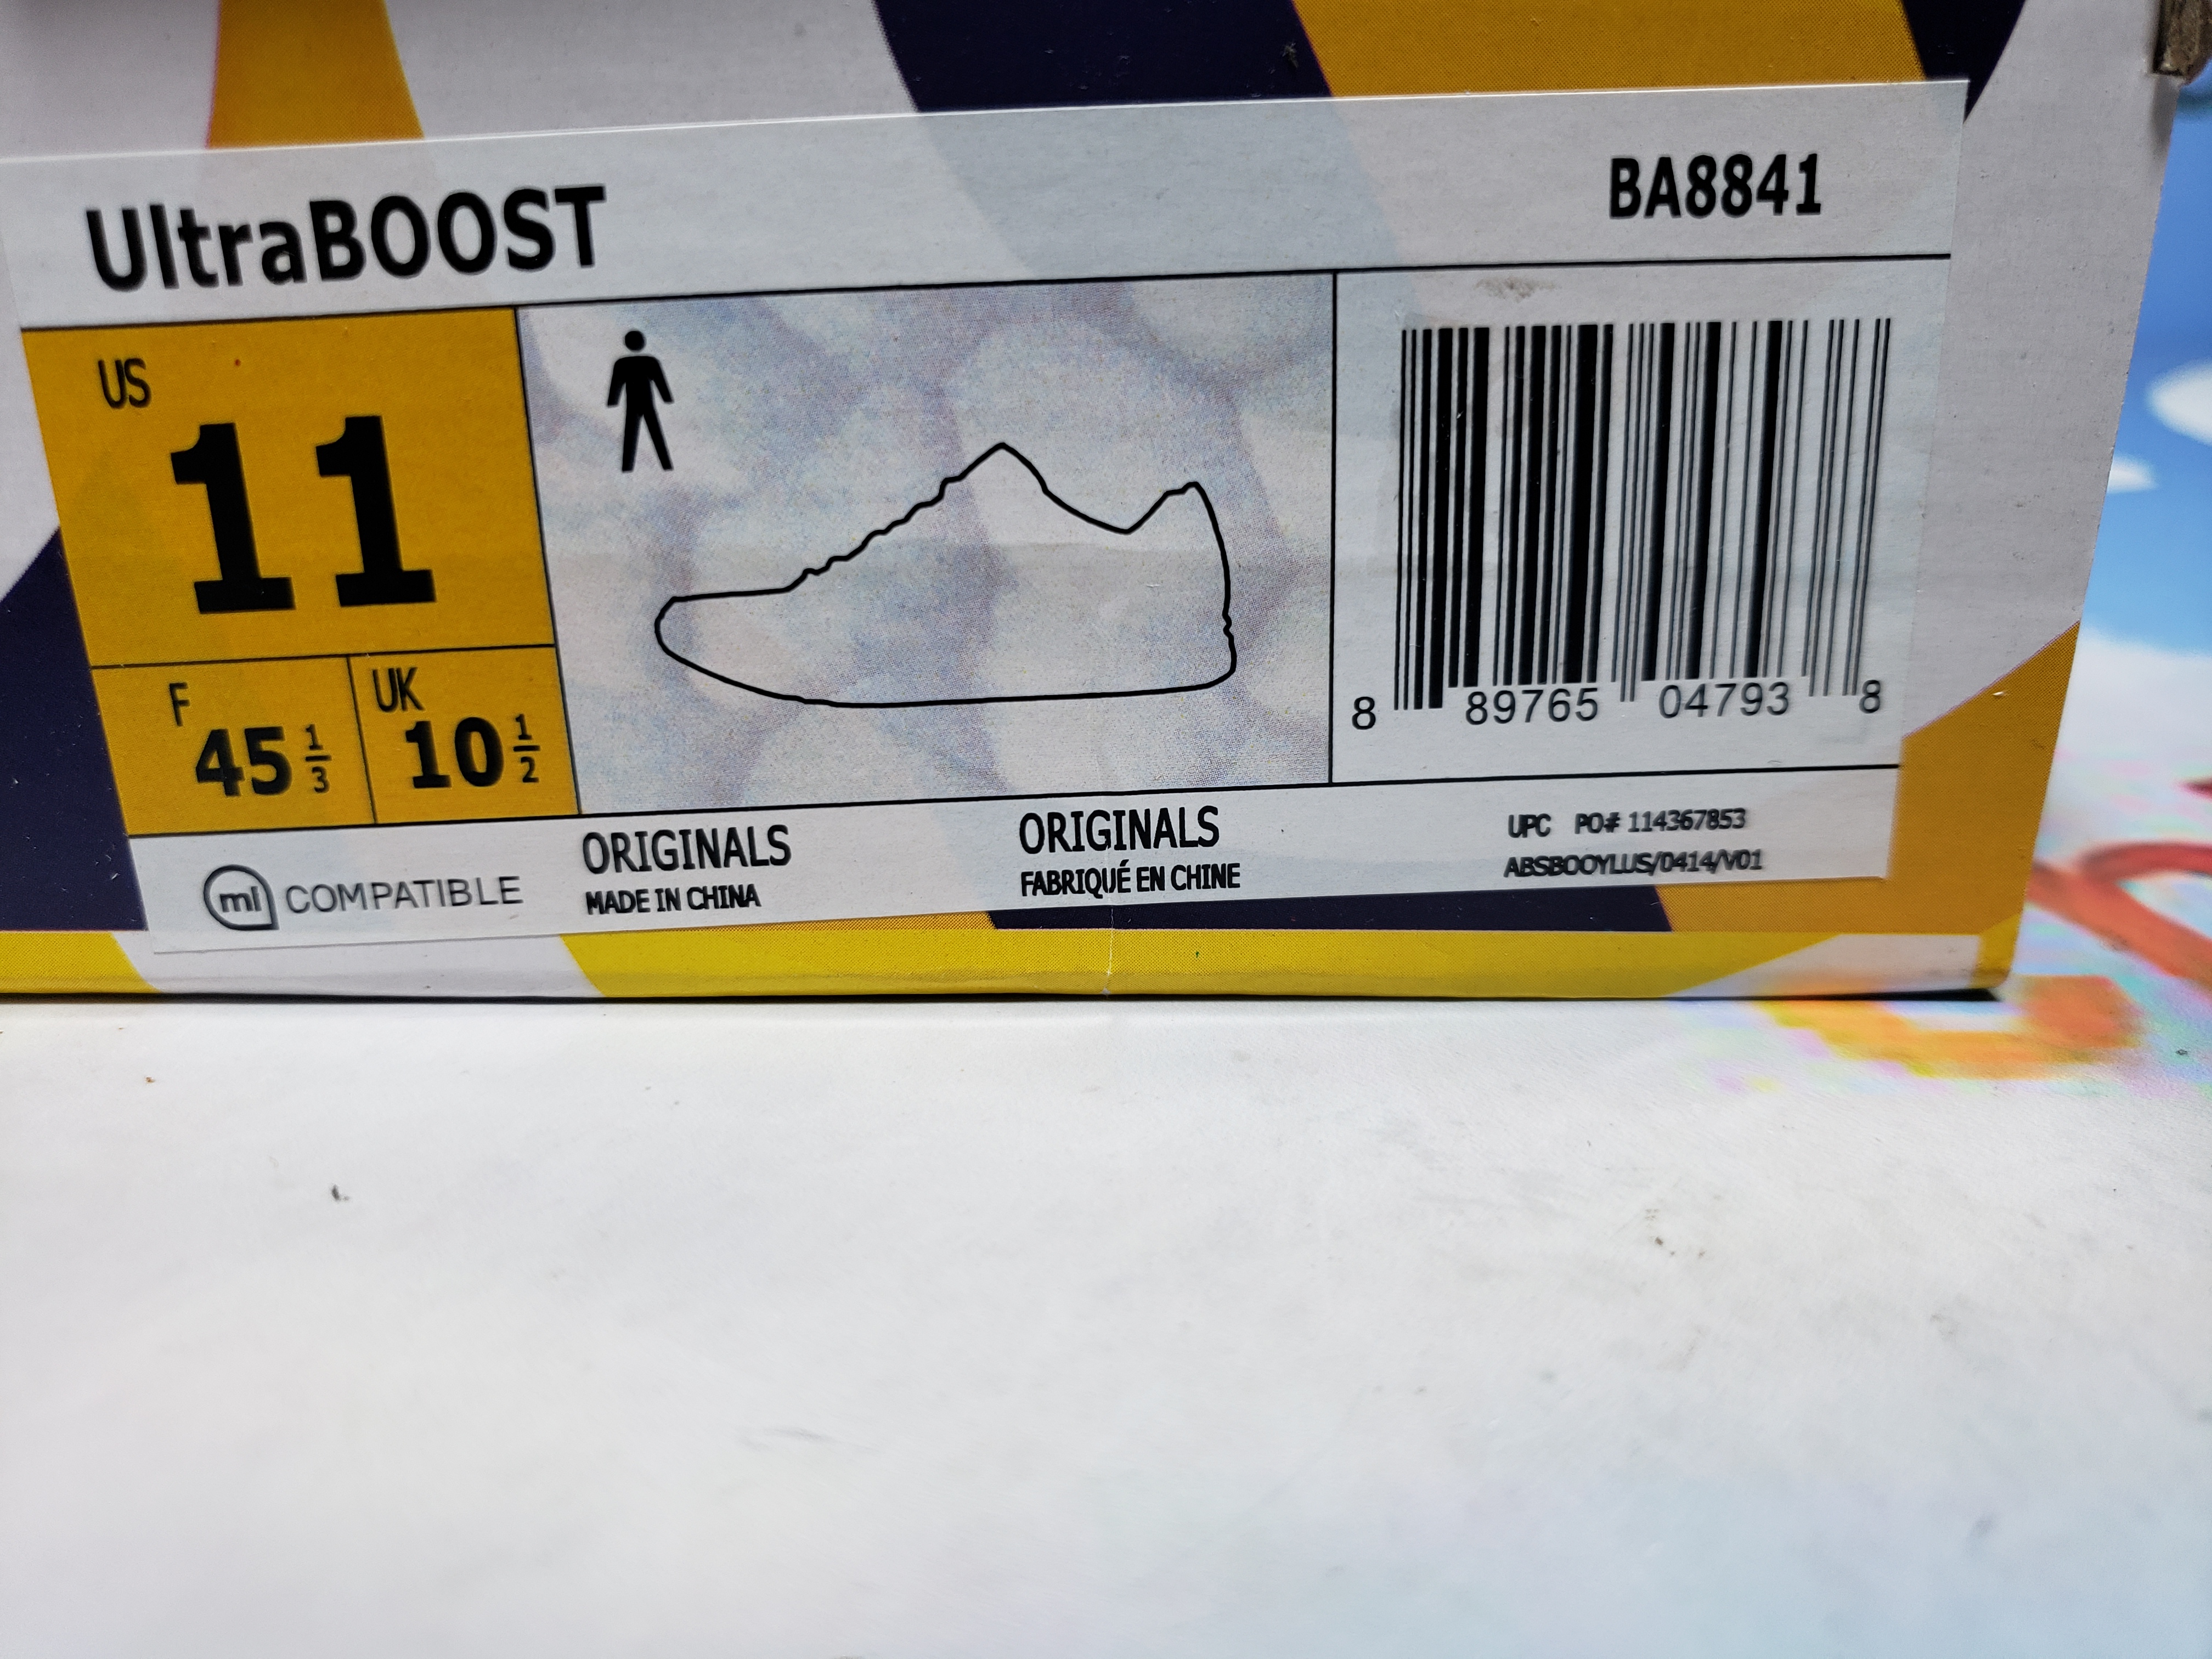 UltraBOOST
BA8841
US
11
F
45 1/3
UK
10 1/2
8 89765 04793 8
mi COMPATIBLE
ORIGINALS
MADE IN CHINA
ORIGINALS
FABRIQUÉ EN CHINE
UPC PO# 114367853
ABSBOOYLUS/0414/V01